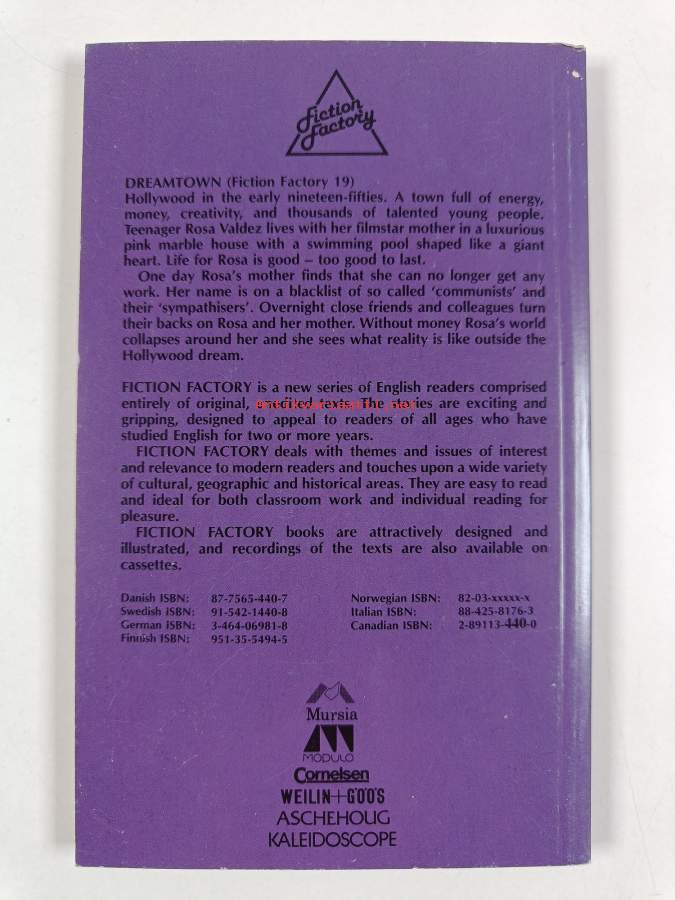 Fiction
Factory
DREAMTOWN (Fiction Factory 19)
Hollywood in the early nineteen-fifties. A town full of energy,
money, creativity, and thousands of talented young people.
Teenager Rosa Valdez lives with her filmstar mother in a luxurious
pink marble house with a swimming pool shaped like a giant
heart. Life for Rosa is good – too good to last.
One day Rosa's mother finds that she can no longer get any
work. Her name is on a blacklist of so called 'communists' and
their 'sympathisers'. Overnight close friends and colleagues turn
their backs on Rosa and her mother. Without money Rosa's world
collapses around her and she sees what reality is like outside the
Hollywood dream.
FICTION FACTORY is a new series of English readers comprised
entirely of original, unedited texts. The stories are exciting and
gripping, designed to appeal to readers of all ages who have
studied English for two or more years.
FICTION FACTORY deals with themes and issues of interest
and relevance to modern readers and touches upon a wide variety
of cultural, geographic and historical areas. They are easy to read
and ideal for both classroom work and individual reading for
pleasure.
FICTION FACTORY books are attractively designed and
illustrated, and recordings of the texts are also available on
cassettes.
Danish ISBN: 87-7565-440-7 Norwegian ISBN: 82-03-xxxxx-x
Swedish ISBN: 91-542-1440-8 Italian ISBN: 88-425-8176-3
German ISBN: 3-464-06981-8 Canadian ISBN: 2-89113-440-0
Finnish ISBN: 951-35-5494-5
Mursia
MODULO
Cornelsen
WEILIN+GÖÖS
ASCHEHOUG
KALEIDOSCOPE